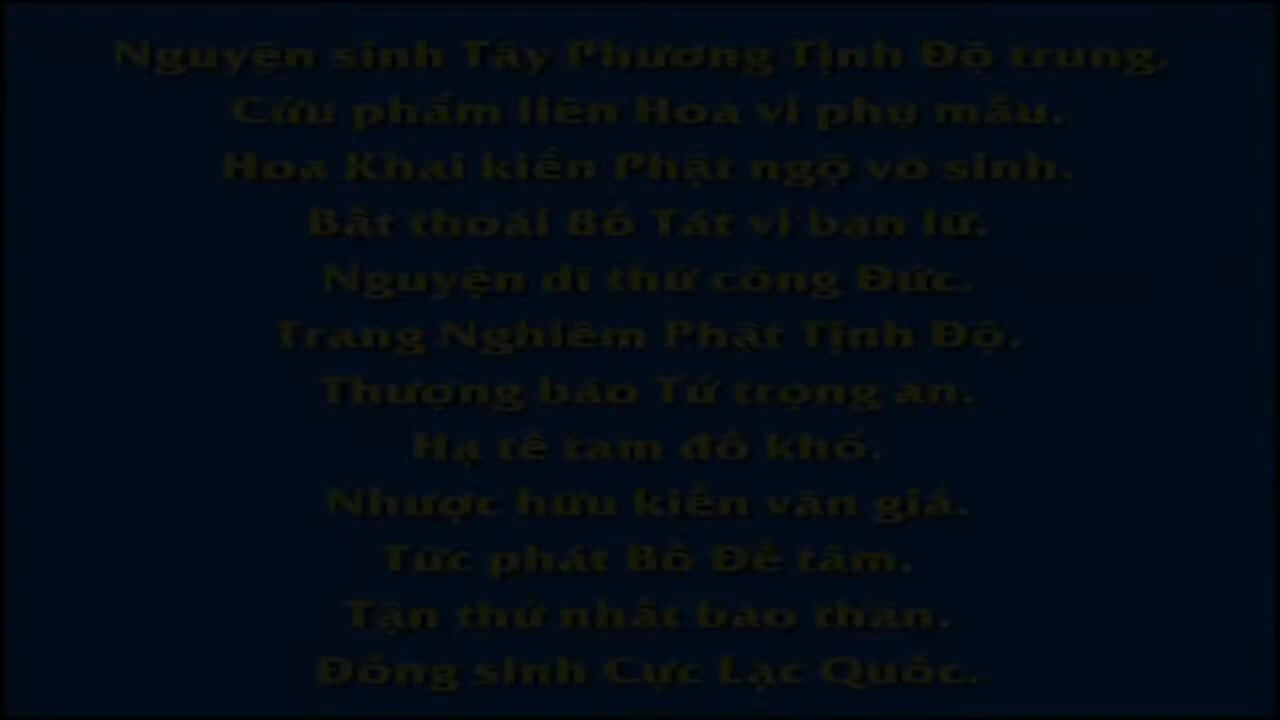 Nguyện sinh Tây Phương Tịnh Độ trung.
Cửu phẩm liên Hoa vi phụ mẫu.
Hoa Khai kiến Phật ngộ vô sinh.
Bất thoái Bồ Tát vi bạn lữ.
Nguyện dĩ thử công Đức.
Trang Nghiêm Phật Tịnh Độ.
Thượng báo Tứ trọng ân.
Hạ tế tam đồ khổ.
Nhược hữu kiến văn giả.
Tức phát Bồ Đề tâm.
Tận thử nhất báo thân.
Đồng sinh Cực Lạc Quốc.